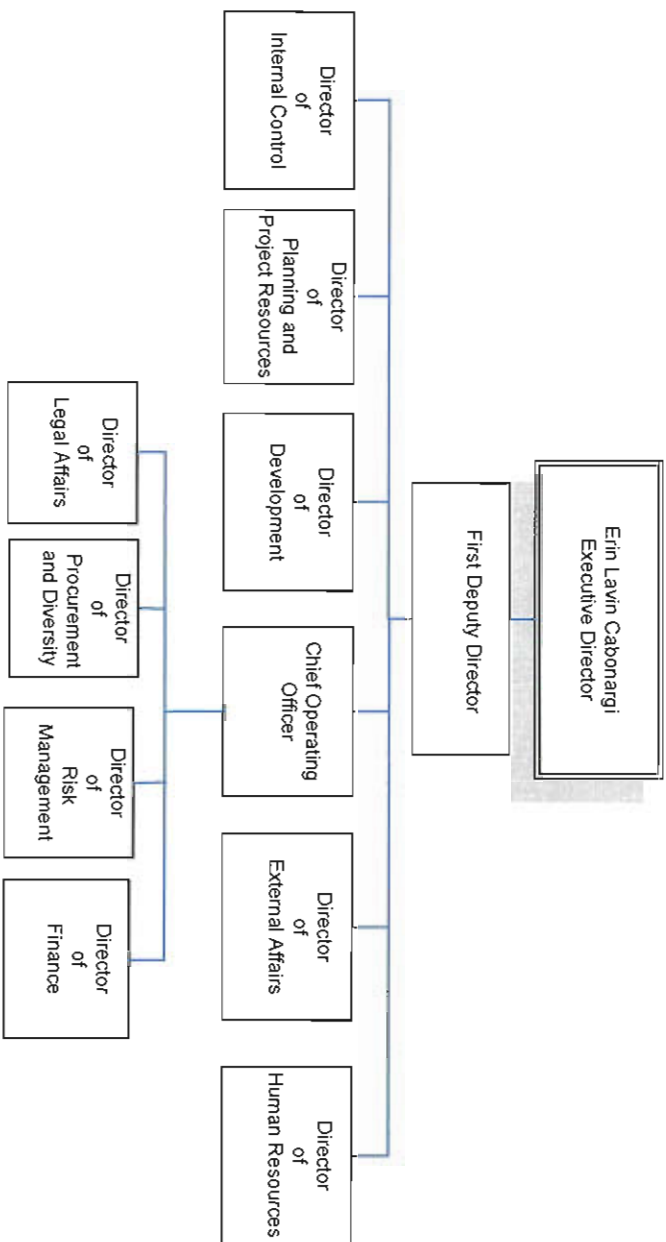 Erin Lavin Cabonargi
Executive Director
First Deputy Director
Director
of
Internal Control
Director
of
Planning and
Project Resources
Director
of
Development
Chief Operating
Officer
Director
of
External Affairs
Director
of
Human Resources
Director
of
Legal Affairs
Director
of
Procurement
and Diversity
Director
of
Risk
Management
Director
of
Finance